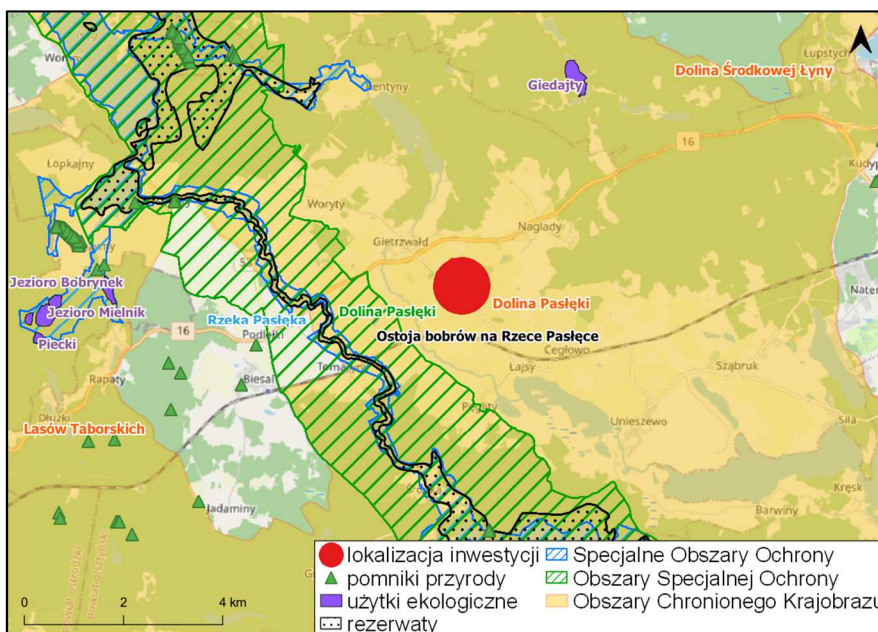 Łupstych
Dolina Środkowej Łyny
Giedajty
16
Kudyp
Łopkajny
Woryty
Naglady
Gietrzwałd
Jezioro Bobrynek
Jezioro Mielnik
Piecki
Dolina Pasłęki
Dolina Pasłęki
Rzeka Pasłęka
Ostoja bobrów na Rzece Pasłęce
16
Podlejki
Cegłowo
Łajsy
Sząbruk
Rapaty
Biesal
Unieszewo
Siła
Lasów Taborskich
Kręsk
Barwiny
Jadaminy
lokalizacja inwestycji
Specjalne Obszary Ochrony
pomniki przyrody
Obszary Specjalnej Ochrony
użytki ekologiczne
Obszary Chronionego Krajobrazu
rezerwaty
0 2 4 km